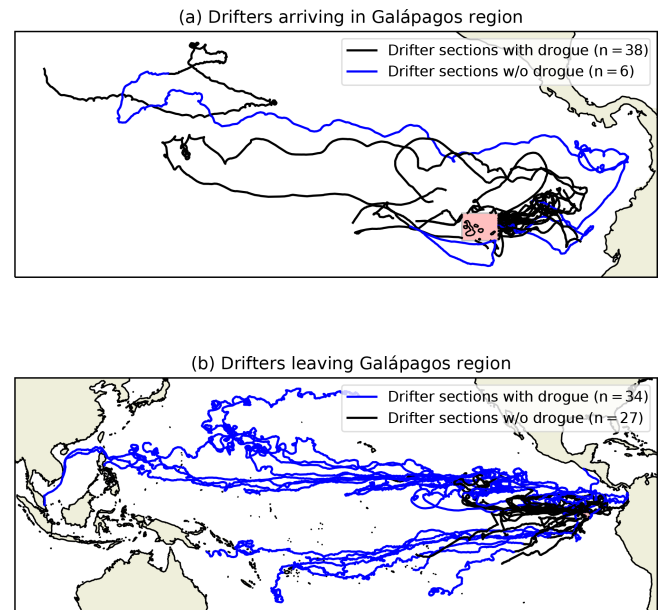 (a) Drifters arriving in Galápagos region
Drifter sections with drogue (n = 38)
Drifter sections w/o drogue (n = 6)
(b) Drifters leaving Galápagos region
Drifter sections with drogue (n = 34)
Drifter sections w/o drogue (n = 27)